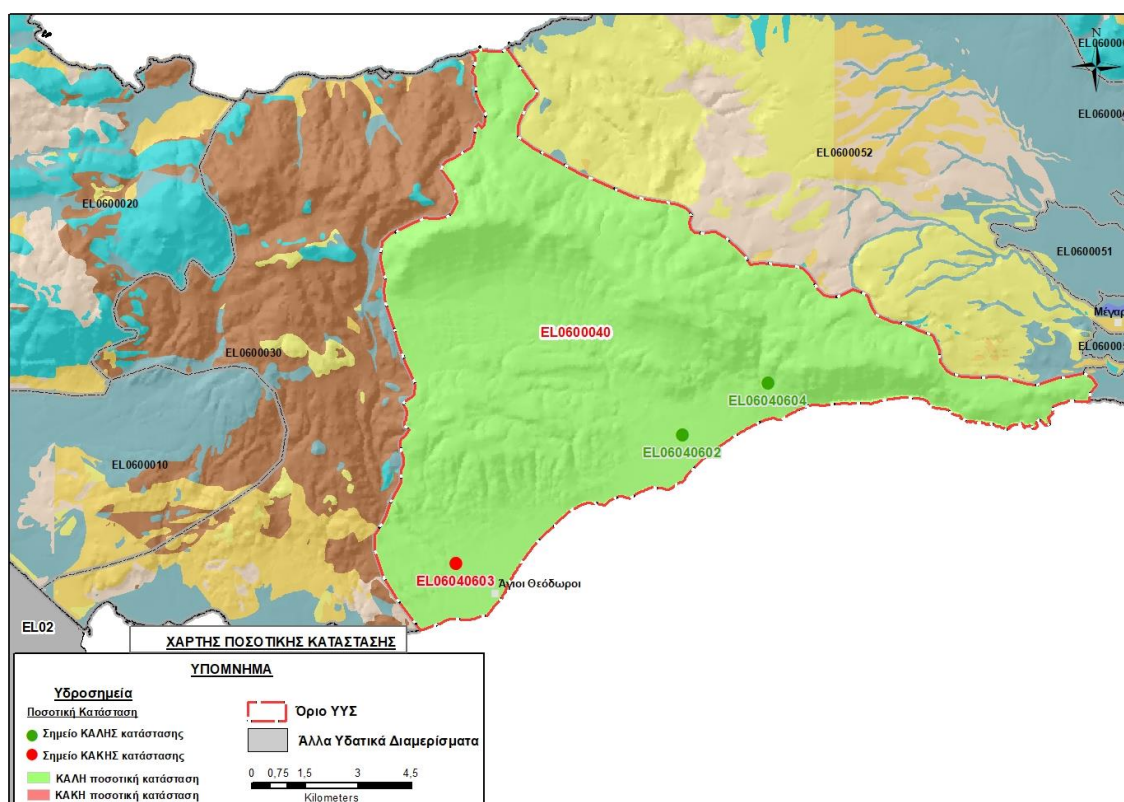 EL060006
N
EL0600052
EL0600020
EL0600051
Μέγαρ
EL0600040
EL0600030
EL06040604
EL06040602
EL0600010
EL06040603
Άγιοι Θεόδωροι
EL02
ΧΑΡΤΗΣ ΠΟΣΟΤΙΚΗΣ ΚΑΤΑΣΤΑΣΗΣ
ΥΠΟΜΝΗΜΑ
Υδροσημεία
Ποσοτική Κατάσταση
Σημείο ΚΑΛΗΣ κατάστασης
Σημείο ΚΑΚΗΣ κατάστασης
ΚΑΛΗ ποσοτική κατάσταση
ΚΑΚΗ ποσοτική κατάσταση
Όριο ΥΥΣ
Άλλα Υδατικά Διαμερίσματα
0 0,75 1,5 3 4,5
Kilometers